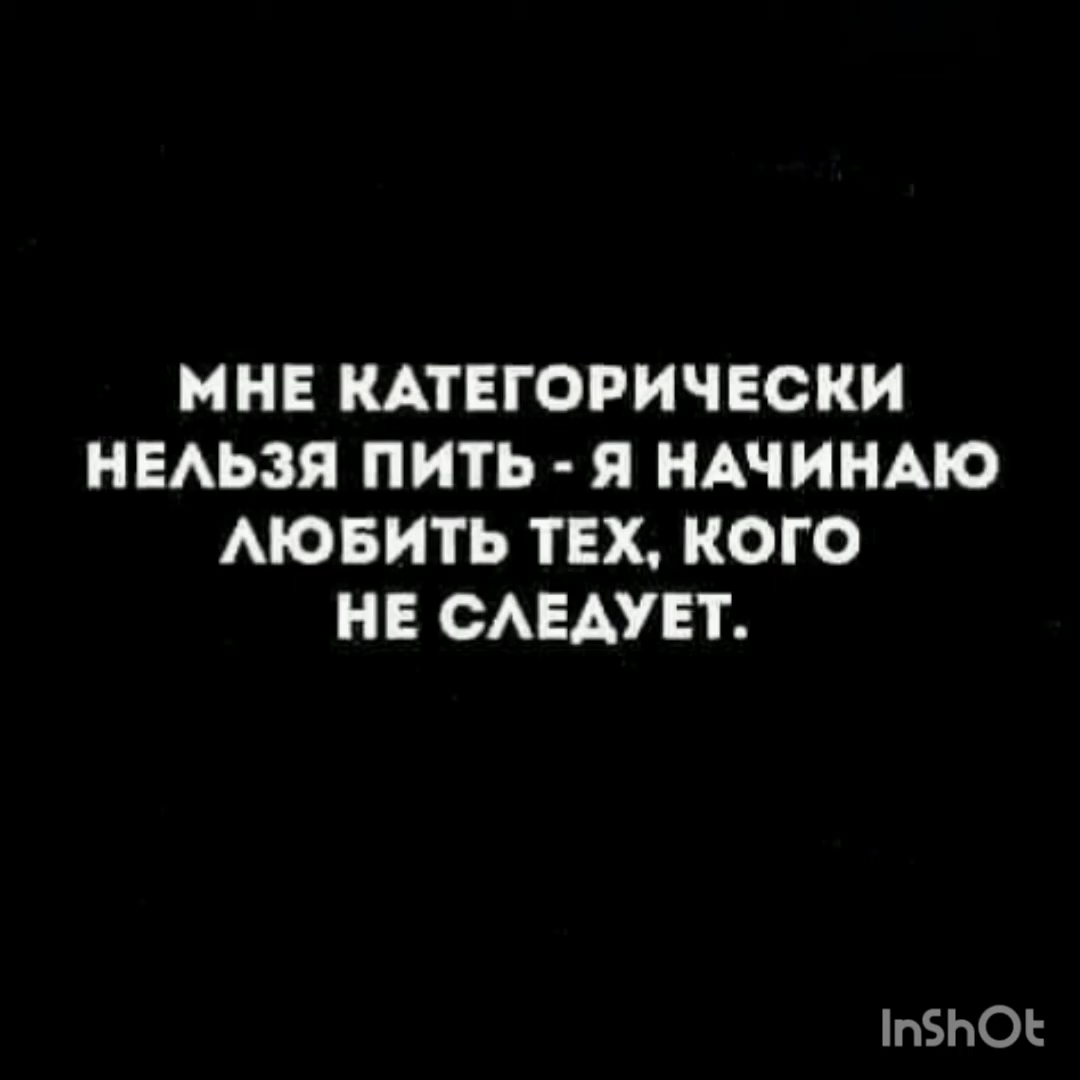 МНЕ КАТЕГОРИЧЕСКИ
НЕЛЬЗЯ ПИТЬ - Я НАЧИНАЮ
ЛЮБИТЬ ТЕХ, КОГО
НЕ СЛЕДУЕТ.
InShOt